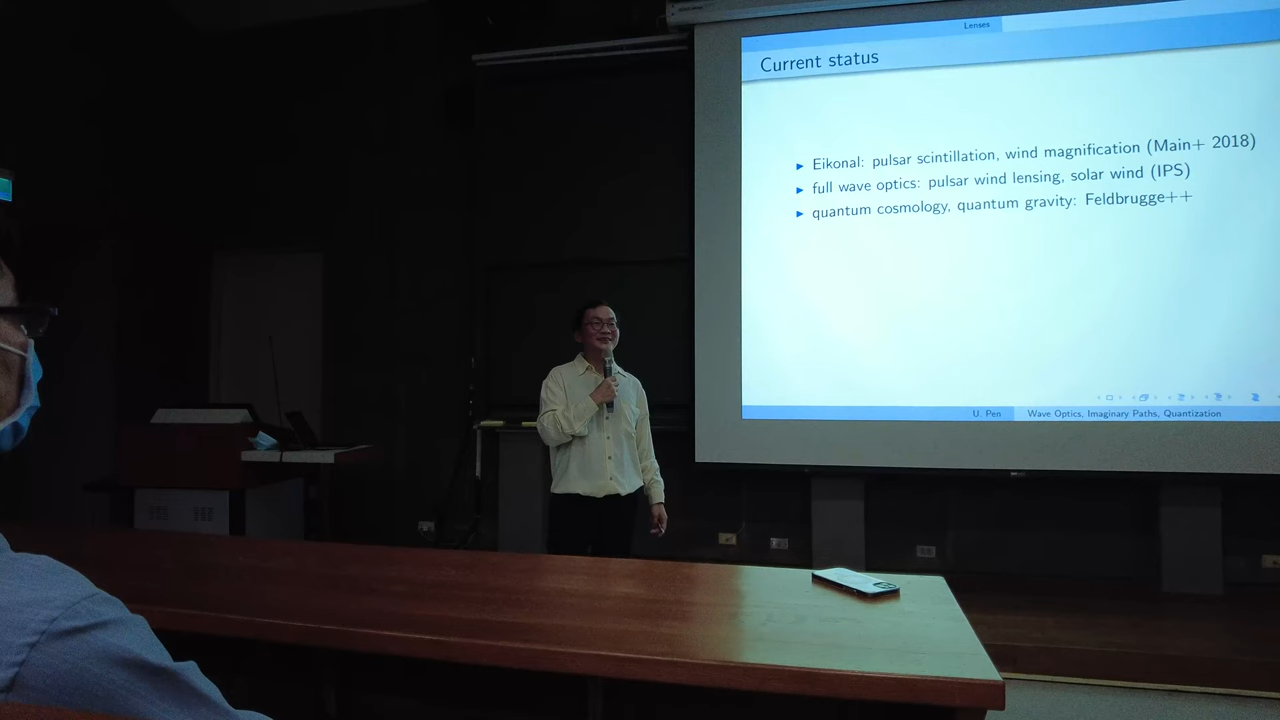 Lenses
Current status
Eikonal: pulsar scintillation, wind magnification (Main+ 2018)
full wave optics: pulsar wind lensing, solar wind (IPS)
quantum cosmology, quantum gravity: Feldbrugge++
U. Pen
Wave Optics, Imaginary Paths, Quantization